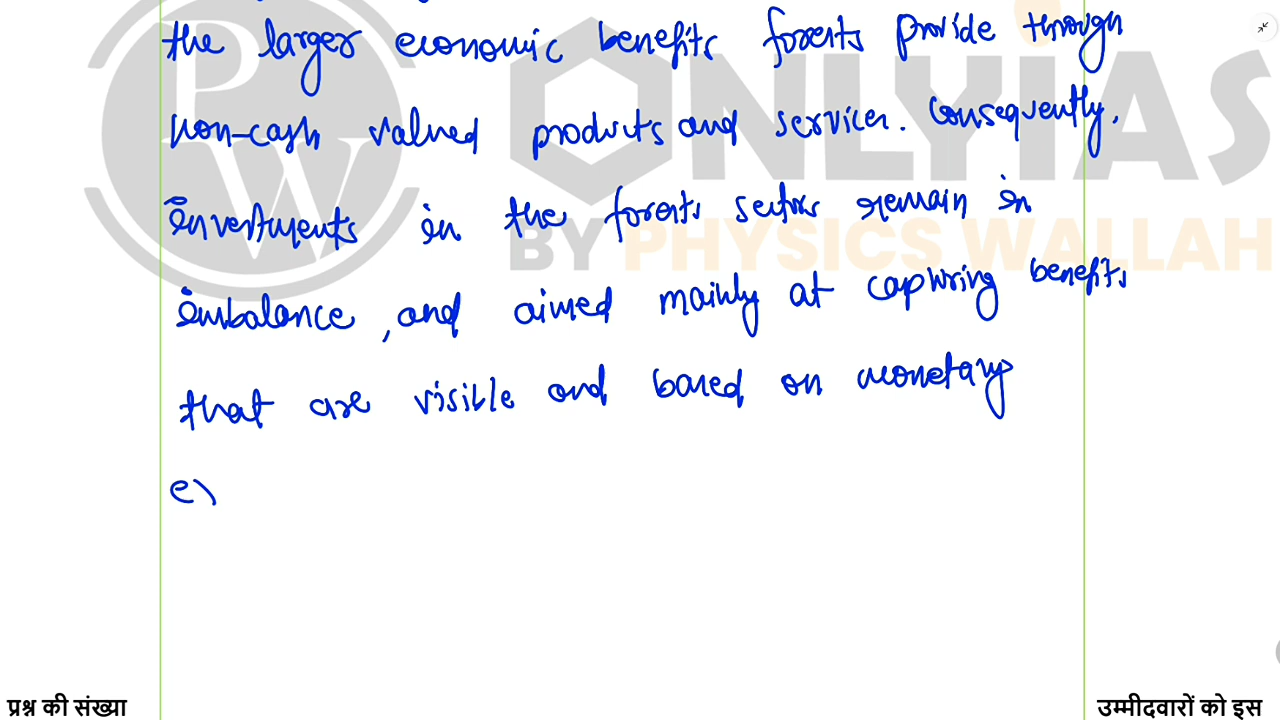 the larger economic benefits forests provide through
non-cash valued products and services. Consequently,
investments in the forests sectors remain in
imbalance, and aimed mainly at capturing benefits
that are visible and based on monetary
ex
PW ONLYIAS
BY PHYSICS WALLAH
प्रश्न की संख्या
उम्मीदवारों को इस